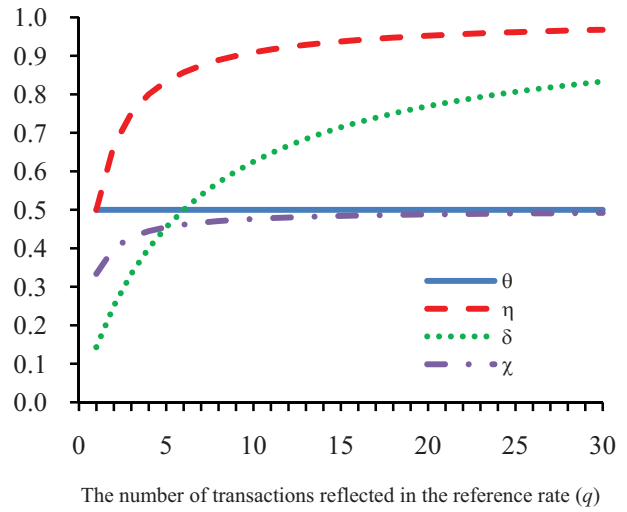 1.0
0.9
0.8
0.7
0.6
0.5
0.4
0.3
0.2
0.1
0.0
θ
η
δ
χ
0 5 10 15 20 25 30
The number of transactions reflected in the reference rate (q)